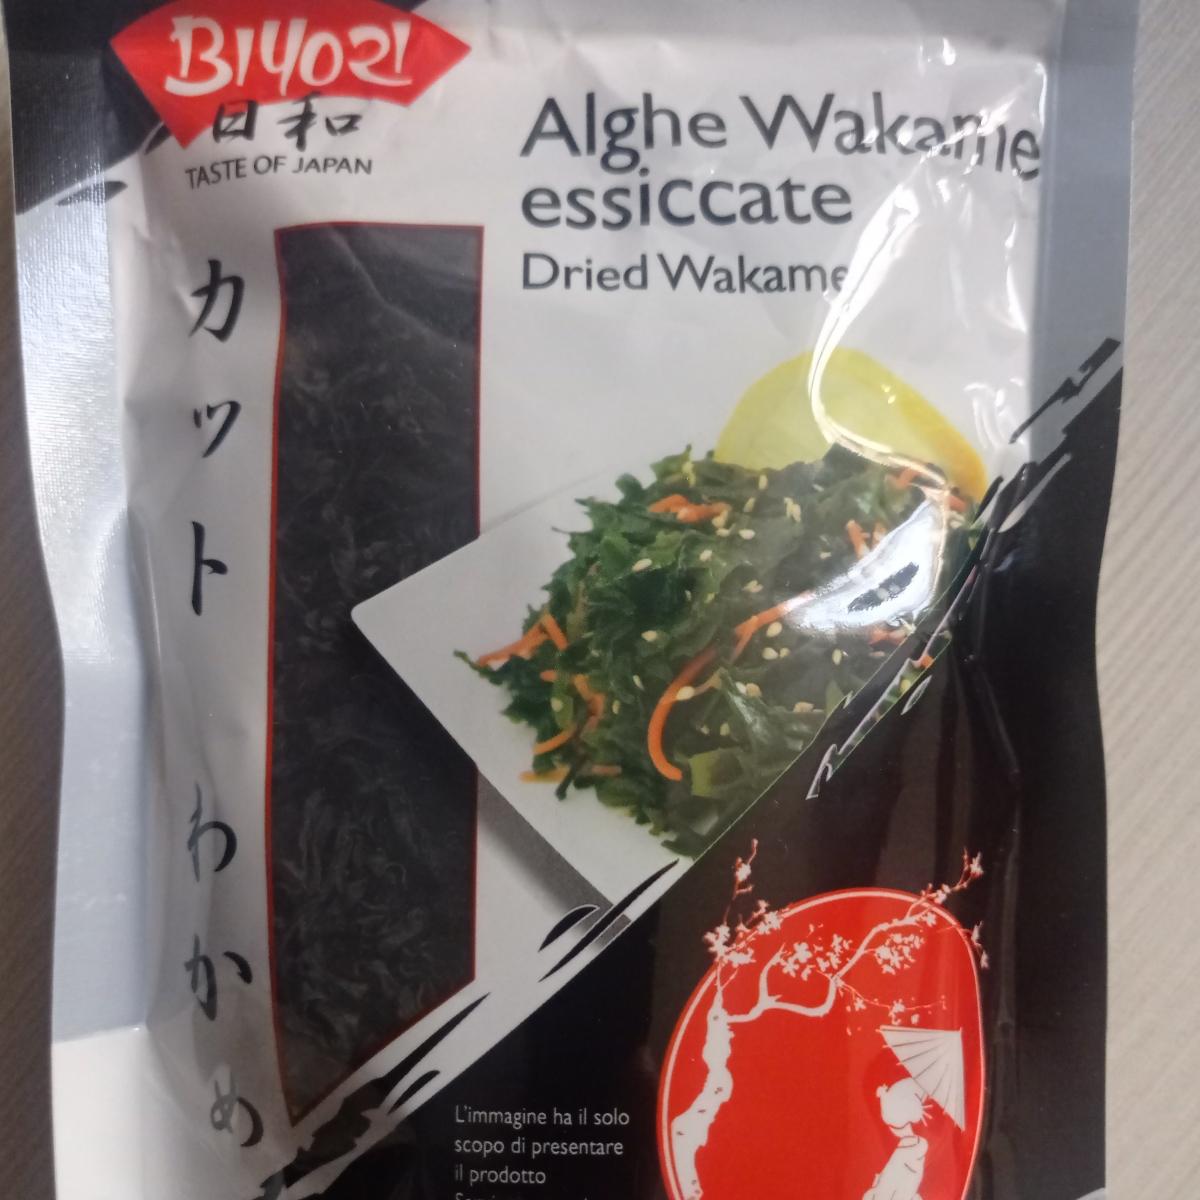 BIYORI
日和
TASTE OF JAPAN
Alghe Wakame
essiccate
Dried Wakame
カット わかめ
L'immagine ha il solo
scopo di presentare
il prodotto